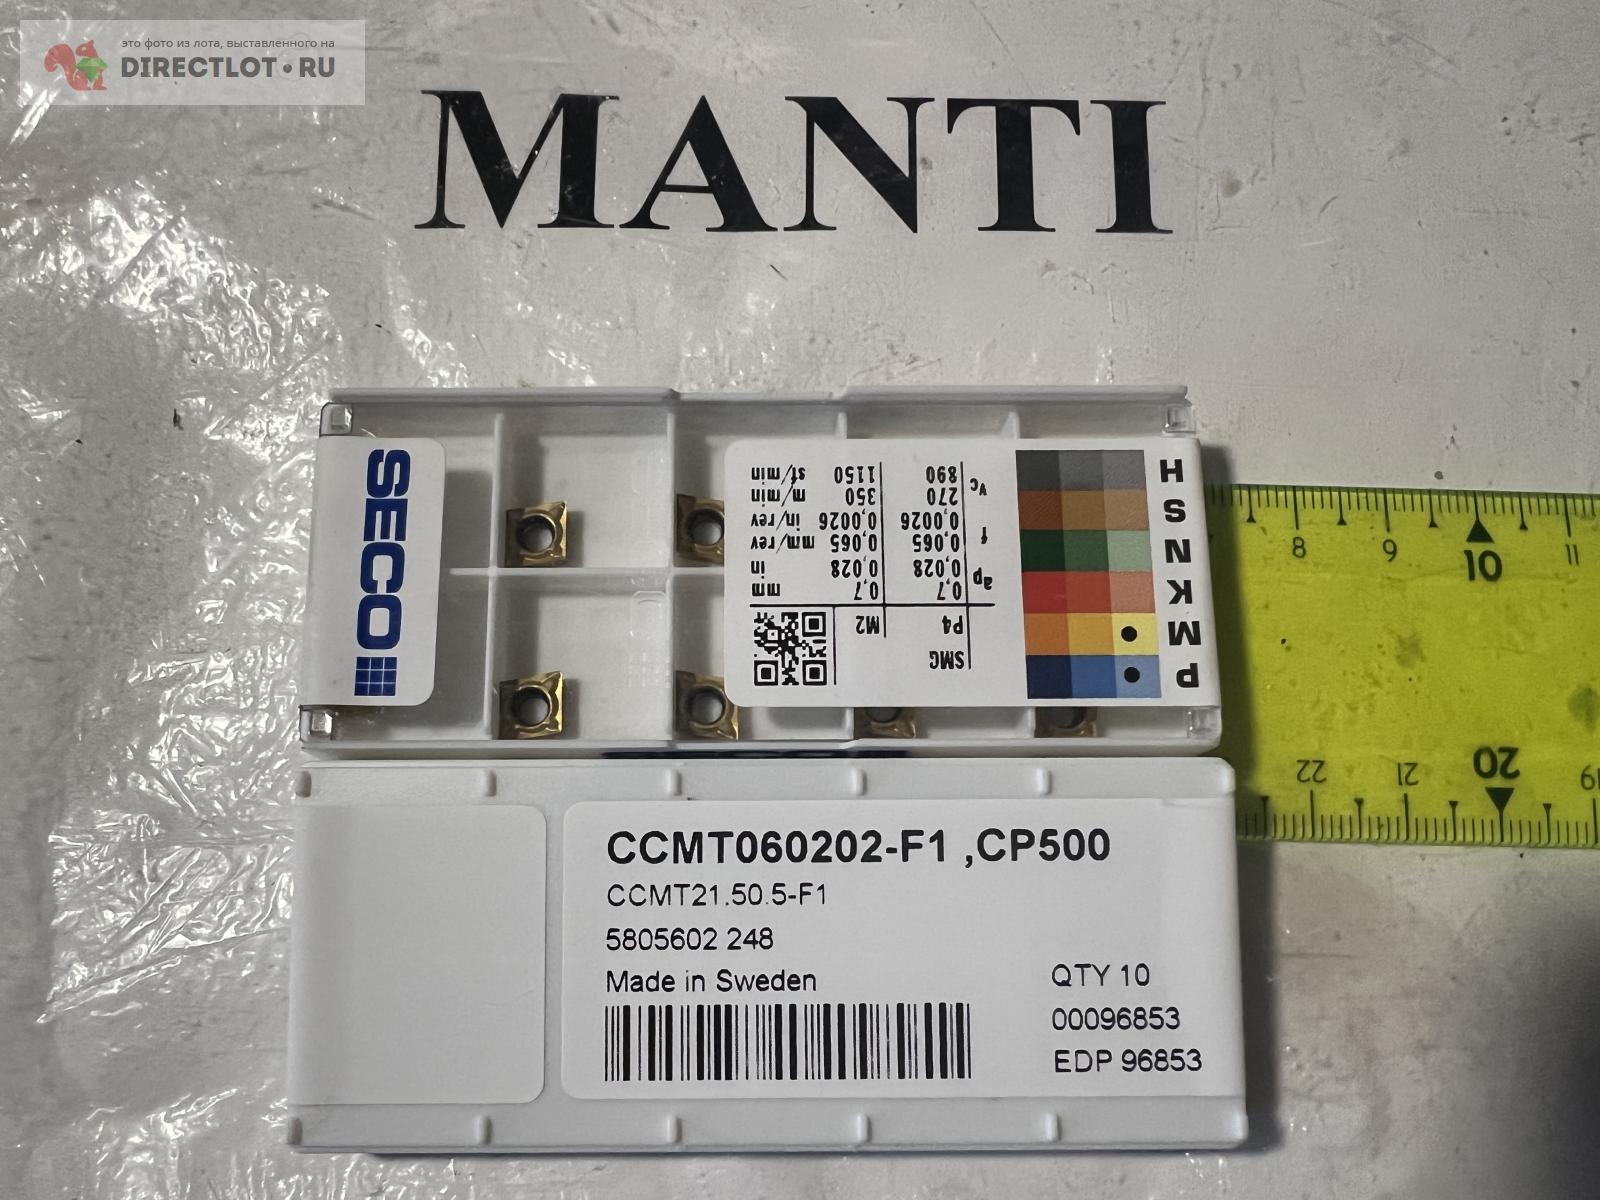 это фото из лота, выставленного на
DIRECTLOT•RU
MANTI
SECO
SMG P4 M2
ap 0,7 0,7 mm
0,028 0,028 in
f 0,065 0,065 mm/rev
0,0026 0,0026 in/rev
vc 270 350 m/min
890 1150 sf/min
P
M
K
N
S
H
8 9 10 11
22 21 20 19
CCMT060202-F1 ,CP500
CCMT21.50.5-F1
5805602 248
Made in Sweden
QTY 10
00096853
EDP 96853